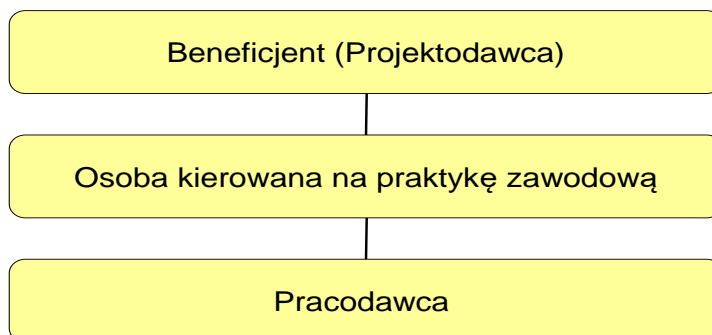 Beneficjent (Projektodawca)
Osoba kierowana na praktykę zawodową
Pracodawca